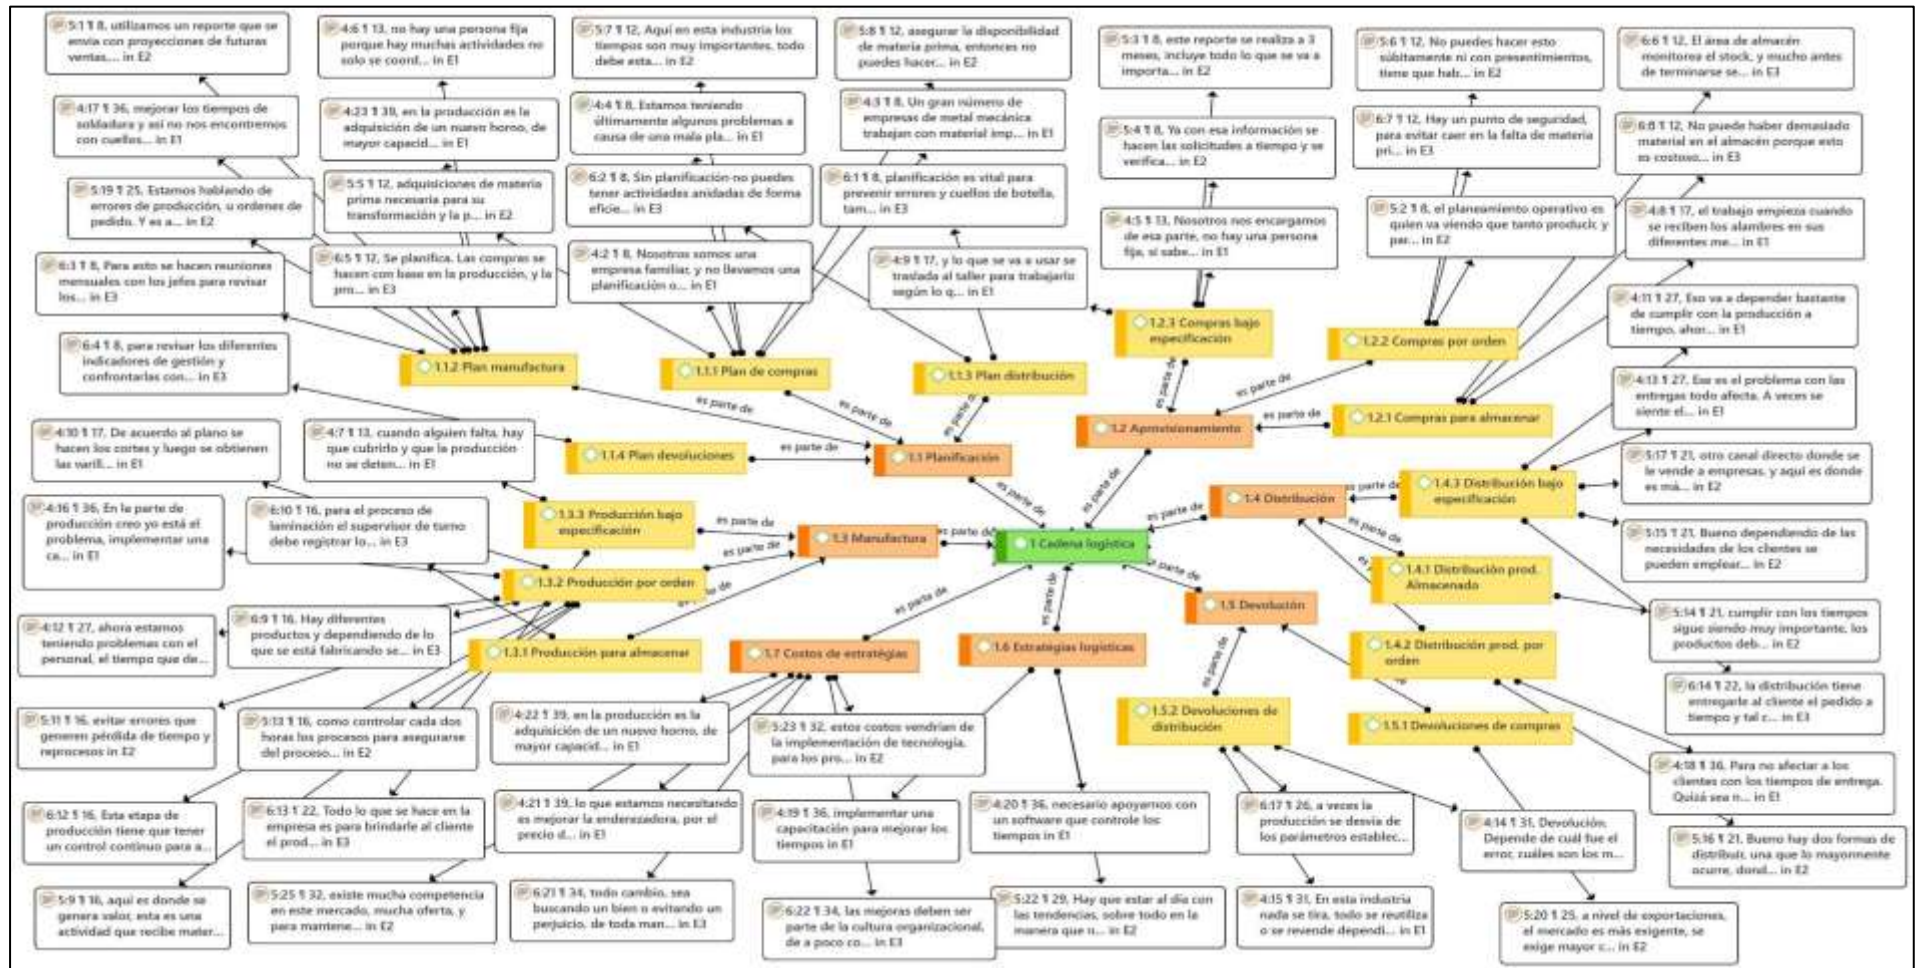 5:1 ¶ 8, utilizamos un reporte que se
envía con proyecciones de futuras
ventas.... in E2
4:6 ¶ 13, no hay una persona fija
porque hay muchas actividades no
solo se coord... in E1
5:7 ¶ 12, Aquí en esta industria los
tiempos son muy importantes, todo
debe esta... in E2
5:8 ¶ 12, asegurar la disponibilidad
de materia prima, entonces no
puedes hacer... in E2
5:3 ¶ 8, este reporte se realiza a 3
meses, incluye todo lo que se va a
importa... in E2
5:6 ¶ 12, No puedes hacer esto
súbitamente ni con presentimientos,
tiene que hab... in E2
6:6 ¶ 12, El área de almacén
monitorea el stock, y mucho antes
de terminarse se... in E3
4:17 ¶ 36, mejorar los tiempos de
soldadura y así no nos encontremos
con cuellos... in E1
4:23 ¶ 39, en la producción es la
adquisición de un nuevo horno, de
mayor capacid... in E1
4:4 ¶ 8, Estamos teniendo
últimamente algunos problemas a
causa de una mala pla... in E1
4:3 ¶ 8, Un gran número de
empresas de metal mecánica
trabajan con material imp... in E1
5:4 ¶ 8, Ya con esa información se
hacen las solicitudes a tiempo y se
verifica... in E2
6:7 ¶ 12, Hay un punto de seguridad,
para evitar caer en la falta de materia
pri... in E3
6:8 ¶ 12, No puede haber demasiado
material en el almacén porque esto
es costoso... in E3
5:19 ¶ 25, Estamos hablando de
errores de producción, u ordenes de
pedido. Y es a... in E2
5:5 ¶ 12, adquisiciones de materia
prima necesaria para su
transformación y la p... in E2
6:2 ¶ 8, Sin planificación no puedes
tener actividades anidadas de forma
eficie... in E3
6:1 ¶ 8, planificación es vital para
prevenir errores y cuellos de botella,
tam... in E3
4:5 ¶ 13, Nosotros nos encargamos
de esa parte, no hay una persona
fija, si sabe... in E1
5:2 ¶ 8, el planeamiento operativo es
quien va viendo que tanto producir, y
par... in E2
4:8 ¶ 17, el trabajo empieza cuando
se reciben los alambres en sus
diferentes me... in E1
6:3 ¶ 8, Para esto se hacen reuniones
mensuales con los jefes para revisar
los... in E3
6:5 ¶ 12, Se planifica. Las compras se
hacen con base en la producción, y la
pro... in E3
4:2 ¶ 8, Nosotros somos una
empresa familiar, y no llevamos una
planificación o... in E1
4:9 ¶ 17, y lo que se va a usar se
traslada al taller para trabajarlo
según lo q... in E1
4:11 ¶ 27, Eso va a depender bastante
de cumplir con la producción a
tiempo, ahor... in E1
6:4 ¶ 8, para revisar los diferentes
indicadores de gestión y
confrontarlas con... in E3
1.1.2 Plan manufactura
1.1.1 Plan de compras
1.1.3 Plan distribución
1.2.3 Compras bajo
especificación
1.2.2 Compras por orden
4:13 ¶ 27, Ese es el problema con las
entregas todo afecta. A veces se
siente el... in E1
es parte de
es parte de
es parte
es parte de
es parte de
4:10 ¶ 17, De acuerdo al plano se
hacen los cortes y luego se obtienen
las varill... in E1
4:7 ¶ 13, cuando alguien falta, hay
que cubrirlo y que la producción
no se deten... in E1
1.1.4 Plan devoluciones
es parte de
1.1 Planificación
1.2 Aprovisionamiento
es parte de
1.2.1 Compras para almacenar
5:17 ¶ 21, otro canal directo donde se
le vende a empresas, y aquí es donde
es má... in E2
4:16 ¶ 36, En la parte de
producción creo yo está el
problema, implementar una
ca... in E1
6:10 ¶ 16, para el proceso de
laminación el supervisor de turno
debe registrar lo... in E3
1.3.3 Producción bajo
especificación
es parte de
es parte de
es parte de
1.4 Distribución
es parte de
1.4.3 Distribución bajo
especificación
1.3 Manufactura
es parte de
1 Cadena logística
es parte de
5:15 ¶ 21, Bueno dependiendo de las
necesidades de los clientes se
pueden emplear... in E2
1.3.2 Producción por orden
es parte de
es parte de
es parte de
a parte de
1.4.1 Distribución prod.
Almacenado
4:12 ¶ 27, ahora estamos
teniendo problemas con el
personal, el tiempo que de...
6:9 ¶ 16, Hay diferentes
productos y dependiendo de lo
que se está fabricando se... in E3
1.3.1 Producción para almacenar
1.7 Costos de estratégias
1.6 Estratégias logísticas
es parte de
1.5 Devolución
1.4.2 Distribución prod. por
orden
5:14 ¶ 21, cumplir con los tiempos
sigue siendo muy importante, los
productos deb... in E2
es parte de
6:14 ¶ 22, la distribución tiene
entregarle al cliente el pedido a
tiempo y tal c... in E3
5:11 ¶ 16, evitar errores que
generen pérdida de tiempo y
reprocesos in E2
5:13 ¶ 16, como controlar cada dos
horas los procesos para asegurarse
del proceso... in E2
4:22 ¶ 39, en la producción es la
adquisición de un nuevo horno, de
mayor capacid... in E1
5:23 ¶ 32, estos costos vendrían de
la implementación de tecnología,
para los pro... in E2
1.5.2 Devoluciones de
distribución
1.5.1 Devoluciones de compras
4:18 ¶ 36, Para no afectar a los
clientes con los tiempos de entrega.
Quizá sea n... in E1
6:12 ¶ 16, Esta etapa de
producción tiene que tener
un control continuo para a...
6:13 ¶ 22, Todo lo que se hace en la
empresa es para brindarle al cliente
el prod... in E3
4:21 ¶ 39, lo que estamos necesitando
es mejorar la enderezadora, por el
precio d... in E1
4:19 ¶ 36, implementar una
capacitación para mejorar los
tiempos in E1
4:20 ¶ 36, necesario apoyarnos con
un software que controle los
tiempos in E1
6:17 ¶ 26, a veces la
producción se desvía de
los parámetros establec...
4:14 ¶ 31, Devolución.
Depende de cuál fue el
error, cuáles son los m...
5:16 ¶ 21, Bueno hay dos formas de
distribuir, una que lo mayormente
ocurre, dond... in E2
5:9 ¶ 16, aquí es donde se
genera valor, esta es una
actividad que recibe mater...
5:25 ¶ 32, existe mucha competencia
en este mercado, mucha oferta, y
para mantene... in E2
6:21 ¶ 34, todo cambio, sea
buscando un bien o evitando un
perjuicio, de toda man... in E3
6:22 ¶ 34, las mejoras deben ser
parte de la cultura organizacional,
de a poco co... in E3
5:22 ¶ 29, Hay que estar al día con
las tendencias, sobre todo en la
manera que n... in E2
4:15 ¶ 31, En esta industria
nada se tira, todo se reutiliza
o se revende dependi... in E1
5:20 ¶ 25, a nivel de exportaciones,
el mercado es más exigente, se
exige mayor c... in E2